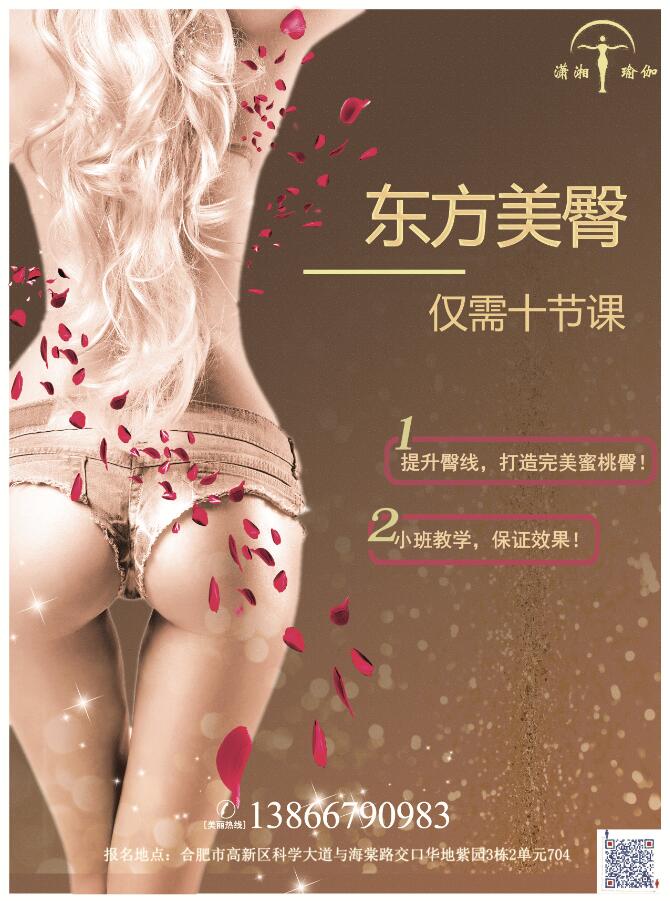 潇湘 瑜伽
东方美臀
仅需十节课
1
提升臀线，打造完美蜜桃臀！
2
小班教学，保证效果！
[美丽热线] 13866790983
报名地点：合肥市高新区科学大道与海棠路交口华地紫园3栋2单元704